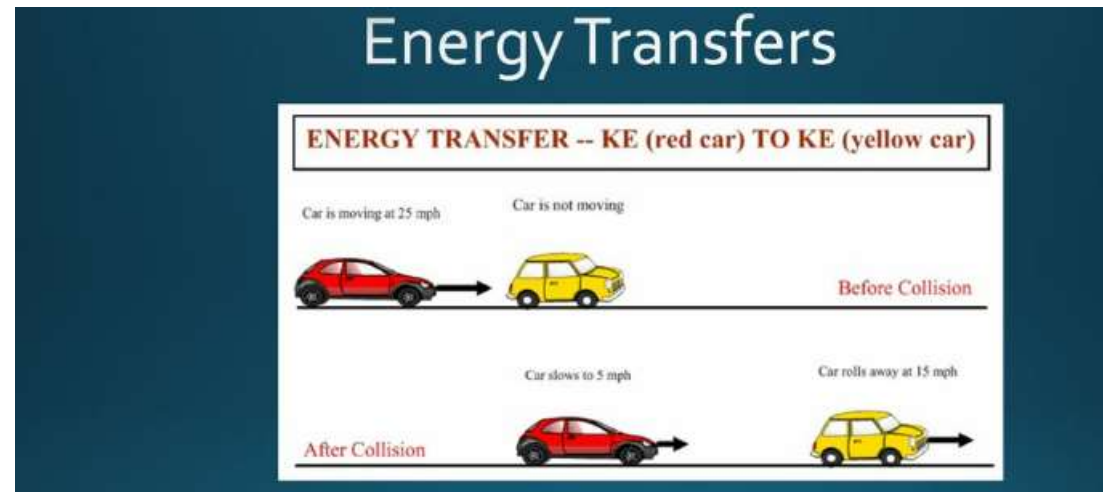 Energy Transfers
ENERGY TRANSFER -- KE (red car) TO KE (yellow car)
Car is moving at 25 mph
Car is not moving
Before Collision
Car slows to 5 mph
Car rolls away at 15 mph
After Collision